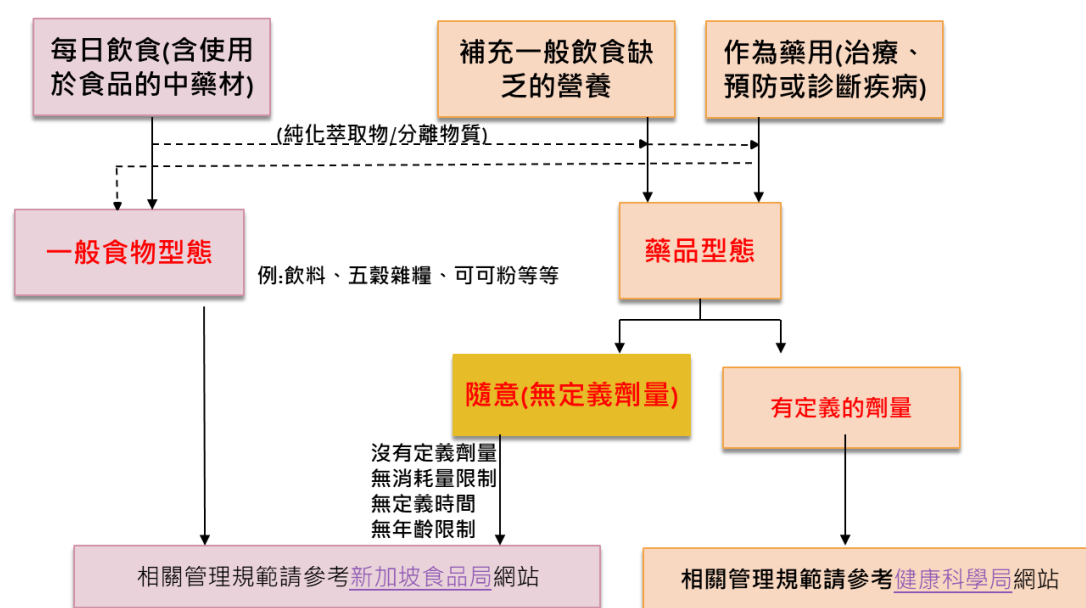 每日飲食(含使用
於食品的中藥材)
補充一般飲食缺
乏的營養
作為藥用(治療、
預防或診斷疾病)
(純化萃取物/分離物質)
一般食物型態
例:飲料、五穀雜糧、可可粉等等
藥品型態
隨意(無定義劑量)
有定義的劑量
沒有定義劑量
無消耗量限制
無定義時間
無年齡限制
相關管理規範請參考新加坡食品局網站
相關管理規範請參考健康科學局網站